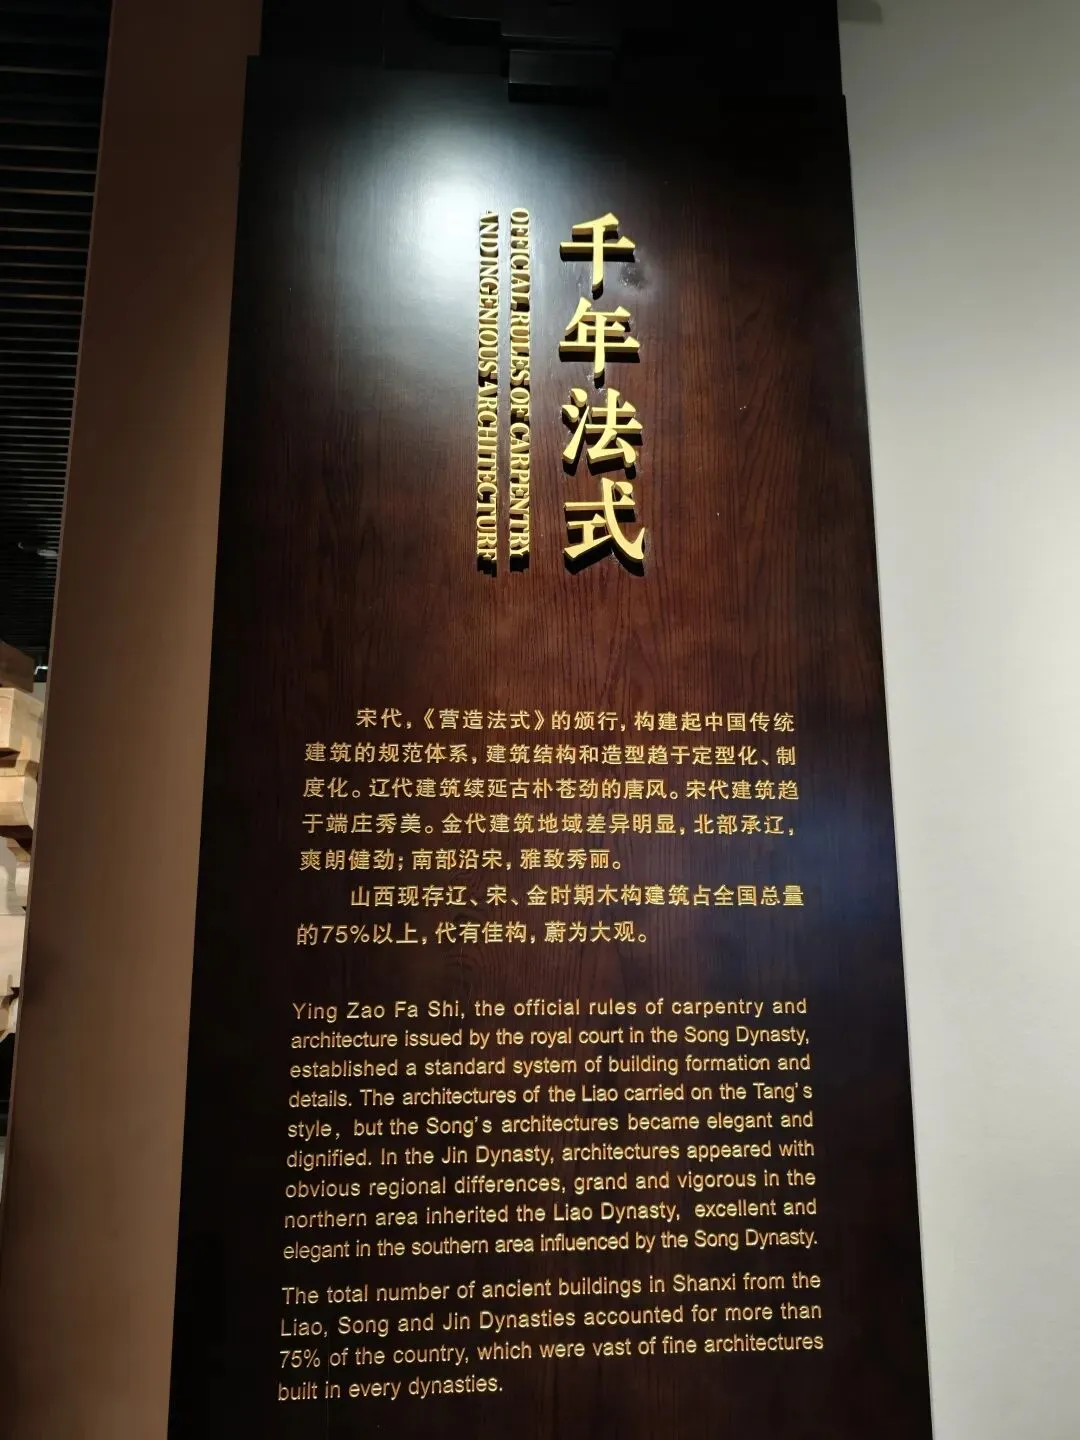 千年法式
OFFICIAL RULES OF CARPENTRY
AND INGENIOUS ARCHITECTURE
宋代，《营造法式》的颁行，构建起中国传统
建筑的规范体系，建筑结构和造型趋于定型化、制
度化。辽代建筑续延古朴苍劲的唐风。宋代建筑趋
于端庄秀美。金代建筑地域差异明显，北部承辽，
爽朗健劲；南部沿宋，雅致秀丽。
山西现存辽、宋、金时期木构建筑占全国总量
的75%以上，代有佳构，蔚为大观。
Ying Zao Fa Shi, the official rules of carpentry and
architecture issued by the royal court in the Song Dynasty,
established a standard system of building formation and
details. The architectures of the Liao carried on the Tang's
style, but the Song's architectures became elegant and
dignified. In the Jin Dynasty, architectures appeared with
obvious regional differences, grand and vigorous in the
northern area inherited the Liao Dynasty, excellent and
elegant in the southern area influenced by the Song Dynasty.
The total number of ancient buildings in Shanxi from the
Liao, Song and Jin Dynasties accounted for more than
75% of the country, which were vast of fine architectures
built in every dynasties.